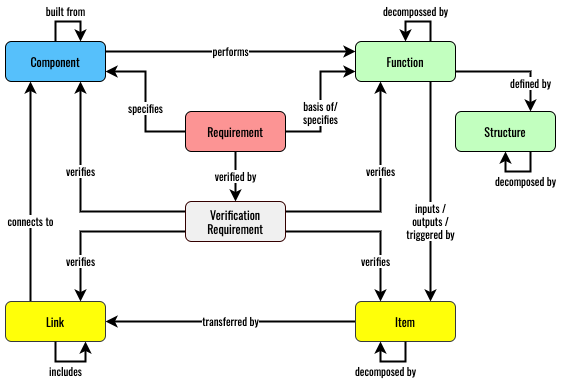 built from
decompossed by
Component
performs
Function
specifies
basis of/
specifies
defined by
Requirement
Structure
verifies
verified by
verifies
decomposed by
connects to
Verification
Requirement
inputs /
outputs /
triggered by
verifies
verifies
Link
transferred by
Item
includes
decomposed by